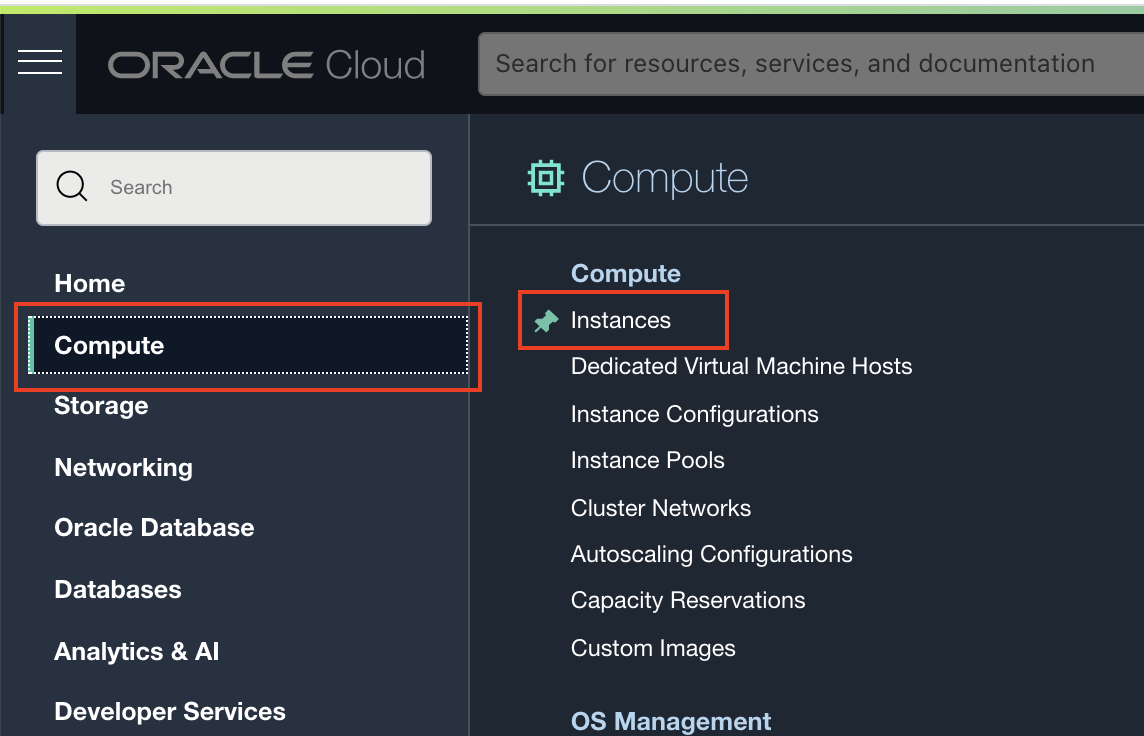 ORACLE Cloud
Search for resources, services, and documentation
Search
Home
Compute
Storage
Networking
Oracle Database
Databases
Analytics & AI
Developer Services
Compute
Compute
Instances
Dedicated Virtual Machine Hosts
Instance Configurations
Instance Pools
Cluster Networks
Autoscaling Configurations
Capacity Reservations
Custom Images
OS Management